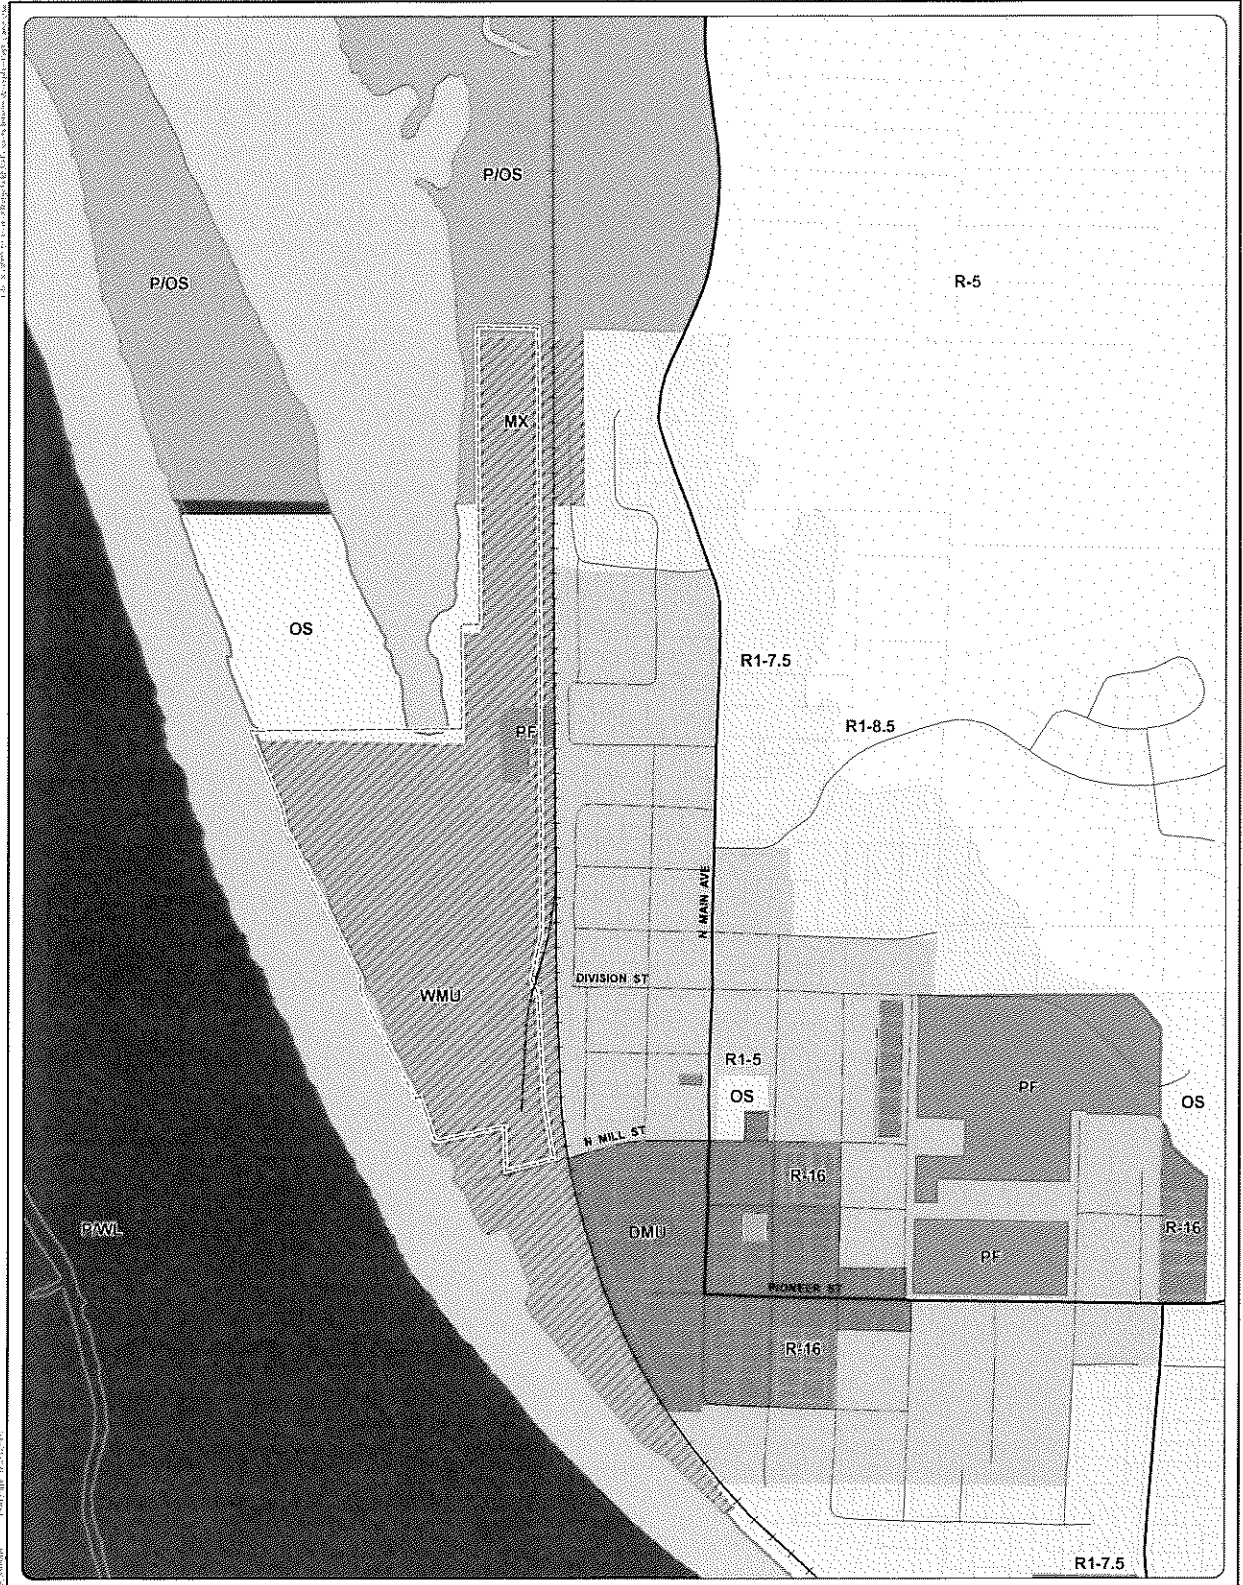 P/OS
P/OS
R-5
MX
OS
R1-7.5
R1-8.5
PF
N MAIN AVE
DIVISION ST
WMU
R1-5
OS
PF
OS
N MILL ST
R-16
P/WL
DMU
R-16
PF
PIONEER ST
R-16
R1-7.5